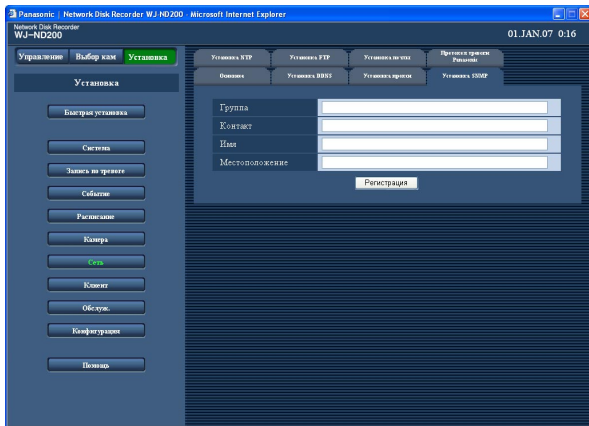 Panasonic | Network Disk Recorder WJ-ND200 - Microsoft Internet Explorer
Network Disk Recorder
WJ-ND200
01.JAN.07 0:16
Управление Выбор кам Установка
Установка
Быстрая установка
Система
Запись по тревоге
Событие
Расписание
Камера
Сеть
Клиент
Обслуж.
Конфигурация
Помощь
Установка NTP Установка FTP Установка почты Протокол тревоги Panasonic
Основное Установка DDNS Установка прокси Установка SNMP
Группа
Контакт
Имя
Местоположение
Регистрация